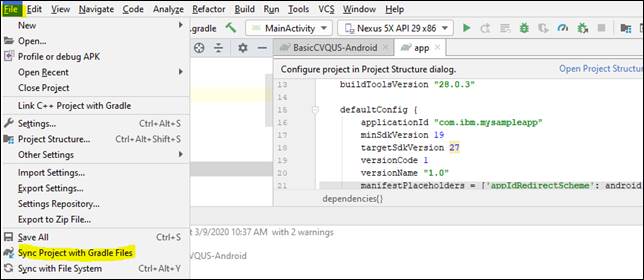 File Edit View Navigate Code Analyze Refactor Build Run Tools VCS Window Help
New
Open...
Profile or debug APK
Open Recent
Close Project
Link C++ Project with Gradle
Settings... Ctrl+Alt+S
Project Structure... Ctrl+Alt+Shift+S
Other Settings
Import Settings...
Export Settings...
Settings Repository...
Export to Zip File...
Save All Ctrl+S
Sync Project with Gradle Files
Sync with File System Ctrl+Alt+Y
.gradle MainActivity Nexus 5X API 29 x86
BasicCVQUS-Android app
Configure project in Project Structure dialog. Open Project Structu
13 buildToolsVersion "28.0.3"
14
15 defaultConfig {
16 applicationId "com.ibm.mysampleapp"
17 minSdkVersion 19
18 targetSdkVersion 27
19 versionCode 1
20 versionName "1.0"
21 manifestPlaceholders = ['appIdRedirectScheme': android
dependencies{}
at 3/9/2020 10:37 AM with 2 warnings
CVQUS-Android